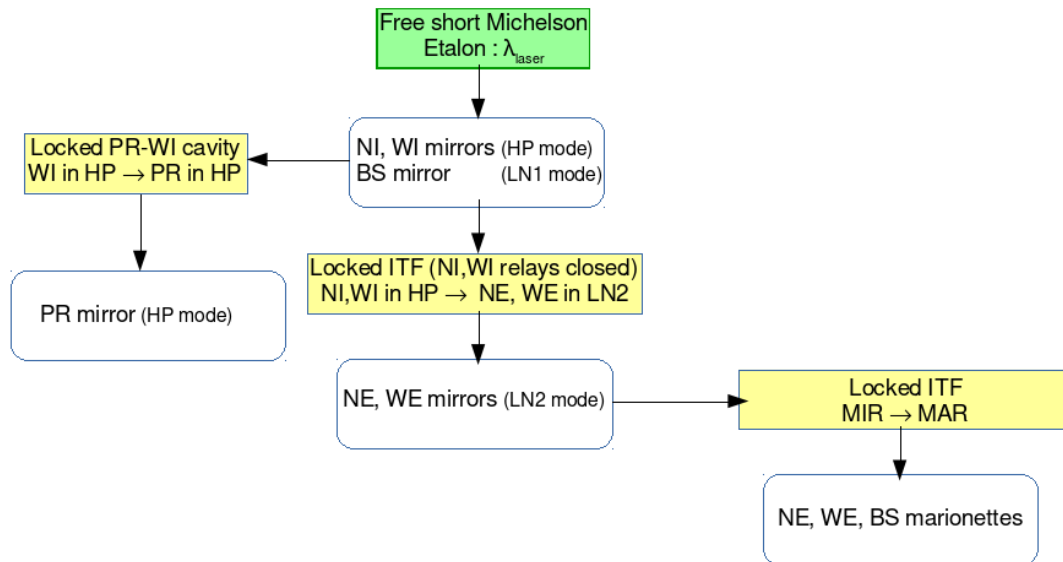 Free short Michelson
Etalon : λlaser
NI, WI mirrors (HP mode)
BS mirror (LN1 mode)
Locked PR-WI cavity
WI in HP → PR in HP
PR mirror (HP mode)
Locked ITF (NI,WI relays closed)
NI,WI in HP → NE, WE in LN2
NE, WE mirrors (LN2 mode)
Locked ITF
MIR → MAR
NE, WE, BS marionettes